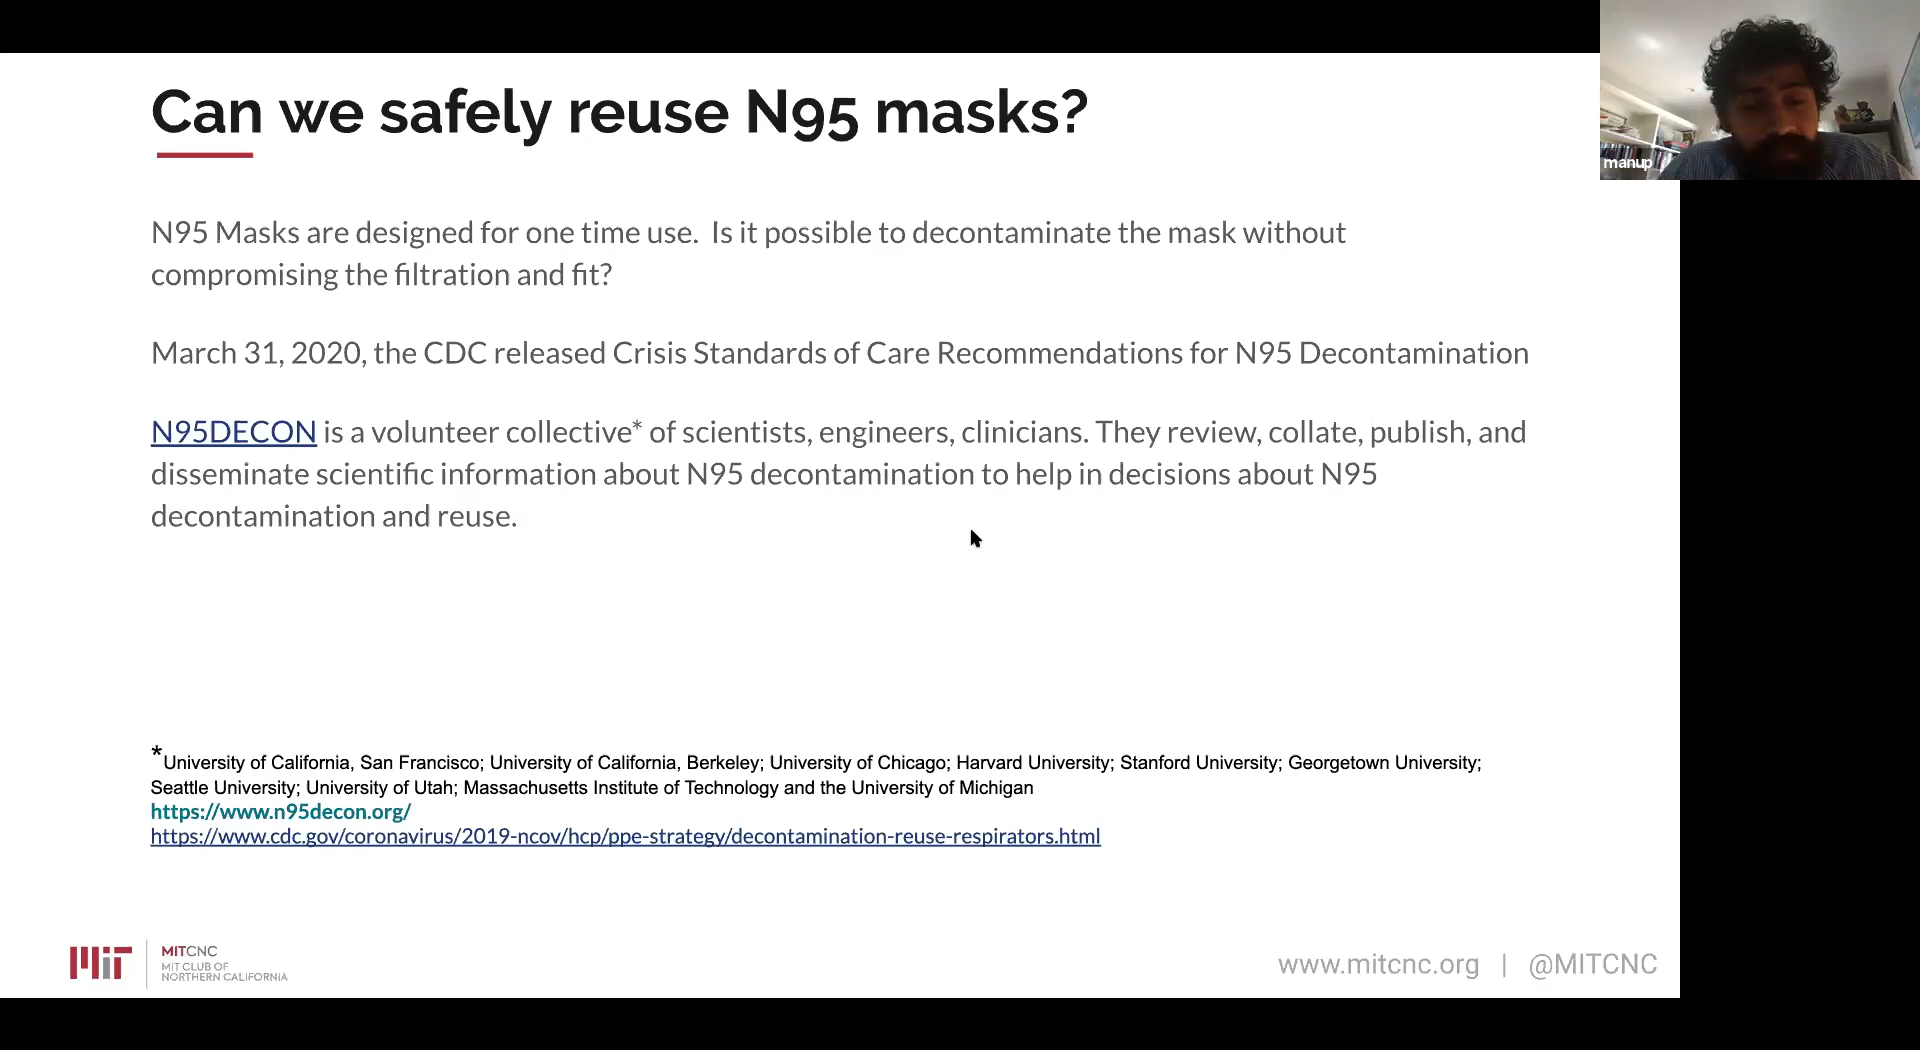 Can we safely reuse N95 masks?
manup
N95 Masks are designed for one time use.  Is it possible to decontaminate the mask without
compromising the filtration and fit?
March 31, 2020, the CDC released Crisis Standards of Care Recommendations for N95 Decontamination
N95DECON is a volunteer collective* of scientists, engineers, clinicians. They review, collate, publish, and
disseminate scientific information about N95 decontamination to help in decisions about N95
decontamination and reuse.
*University of California, San Francisco; University of California, Berkeley; University of Chicago; Harvard University; Stanford University; Georgetown University;
Seattle University; University of Utah; Massachusetts Institute of Technology and the University of Michigan
https://www.n95decon.org/
https://www.cdc.gov/coronavirus/2019-ncov/hcp/ppe-strategy/decontamination-reuse-respirators.html
MIT
MITCNC
MIT CLUB OF
NORTHERN CALIFORNIA
www.mitcnc.org | @MITCNC